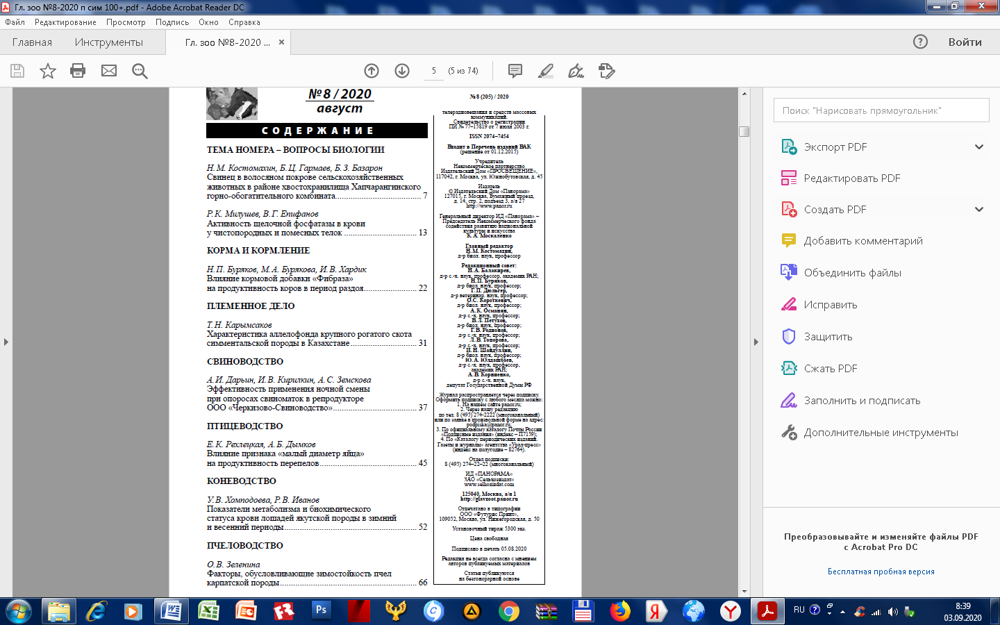 Гл. зоо №8-2020 п сим 100+.pdf - Adobe Acrobat Reader DC
Файл Редактирование Просмотр Подпись Окно Справка
Главная Инструменты Гл. зоо №8-2020 ... × Войти
5 (5 из 74)
№ 8 / 2020
август
СОДЕРЖАНИЕ
ТЕМА НОМЕРА – ВОПРОСЫ БИОЛОГИИ
Н. М. Костомахин, Б. Ц. Гармаев, Б. З. Базарон
Свинец в волосяном покрове сельскохозяйственных
животных в районе хвостохранилища Хапчарангинского
горно-обогатительного комбината.............................. 7
Р. К. Милушев, В. Г. Епифанов
Активность щелочной фосфатазы в крови
у чистопородных и помесных телок .............................. 13
КОРМА И КОРМЛЕНИЕ
Н. П. Буряков, М. А. Бурякова, И. В. Хардик
Влияние кормовой добавки «Фибраза»
на продуктивность коров в период раздоя...................... 22
ПЛЕМЕННОЕ ДЕЛО
Т. Н. Карымсаков
Характеристика аллелофонда крупного рогатого скота
симментальской породы в Казахстане ........................... 31
СВИНОВОДСТВО
А. И. Дарьин, И. В. Кирилкин, А. С. Земскова
Эффективность применения ночной смены
при опоросах свиноматок в репродукторе
ООО «Черкизово-Свиноводство»................................... 37
ПТИЦЕВОДСТВО
Е. К. Рехлецкая, А. Б. Дымков
Влияние признака «малый диаметр яйца»
на продуктивность перепелов........................................ 45
КОНЕВОДСТВО
У. В. Хомподоева, Р. В. Иванов
Показатели метаболизма и биохимического
статуса крови лошадей якутской породы в зимний
и весенний периоды....................................................... 52
ПЧЕЛОВОДСТВО
О. В. Зеленина
Факторы, обусловливающие зимостойкость пчел
карпатской породы......................................................... 66
№ 8 (205) / 2020
телерадиовещания и средств массовых
коммуникаций.
Свидетельство о регистрации
ПИ № 77–15819 от 7 июля 2003 г.
ISSN 2074–7454
Входит в Перечень изданий ВАК
(решение от 01.12.2015)
Учредитель
Некоммерческое партнерство
Издательский Дом «ПРОСВЕЩЕНИЕ»,
117042, г. Москва, ул. Южнобутовская, д. 45
Издатель
© Издательский Дом «Панорама»
127015, г. Москва, Бумажный проезд,
д. 14, стр. 2, подъезд 3, а/я 27
http://www.panor.ru
Генеральный директор ИД «Панорама» –
Председатель Некоммерческого фонда
содействия развитию национальной
культуры и искусства
К. А. Москаленко
Главный редактор
Н. М. Костомахин,
д-р биол. наук, профессор
Редакционный совет:
Н. А. Балакирев,
д-р с.-х. наук, профессор, академик РАН;
Н. П. Буряков,
д-р биол. наук, профессор;
Г. П. Дюльгер,
д-р ветеринар. наук, профессор;
О.С. Короткевич,
д-р биол. наук, профессор;
А. К. Османян,
д-р с.-х. наук, профессор;
В. Л. Петухов,
д-р биол. наук, профессор;
Г. В. Родионов,
д-р с.-х. наук, профессор;
Л. В. Топорова,
д-р с.-х. наук, профессор;
И. Н. Шайдуллин,
д-р биол. наук, профессор;
Ю. А. Юлдашбаев,
д-р с.-х. наук, профессор,
академик РАН;
А. В. Корниенко,
д-р с.-х. наук,
депутат Государственной Думы РФ
Журнал распространяется через подписку.
Оформить подписку с любого месяца можно:
1. На нашем сайте panor.ru;
2. Через нашу редакцию
по тел. 8 (495) 274-2222 (многоканальный)
или по заявке в произвольной форме на адрес:
podpiska@panor.ru;
3. По официальному каталогу Почты России
«Подписные издания» (индекс – П7159);
4. По «Каталогу периодических изданий.
Газеты и журналы» агентства «Урал-пресс»
(индекс на полугодие – 82764).
Отдел подписки:
8 (495) 274–22–22 (многоканальный)
ИД «ПАНОРАМА»
ЗАО «Сельхозиздат»
www.selhozizdat.com
125040, Москва, а/я 1
http://glavzoot.panor.ru
Отпечатано в типографии
ООО «Футурис Принт»,
109052, Москва, ул. Нижегородская, д. 50
Установочный тираж 5300 экз.
Цена свободная
Подписано в печать 05.08.2020
Редакция не всегда согласна с мнением
авторов публикуемых материалов
Статьи публикуются
на безгонорарной основе
Поиск "Нарисовать прямоугольник"
Экспорт PDF
Редактировать PDF
Создать PDF
Добавить комментарий
Объединить файлы
Исправить
Защитить
Сжать PDF
Заполнить и подписать
Дополнительные инструменты
Преобразовывайте и изменяйте файлы PDF
с Acrobat Pro DC
Бесплатная пробная версия
RU 8:39
03.09.2020